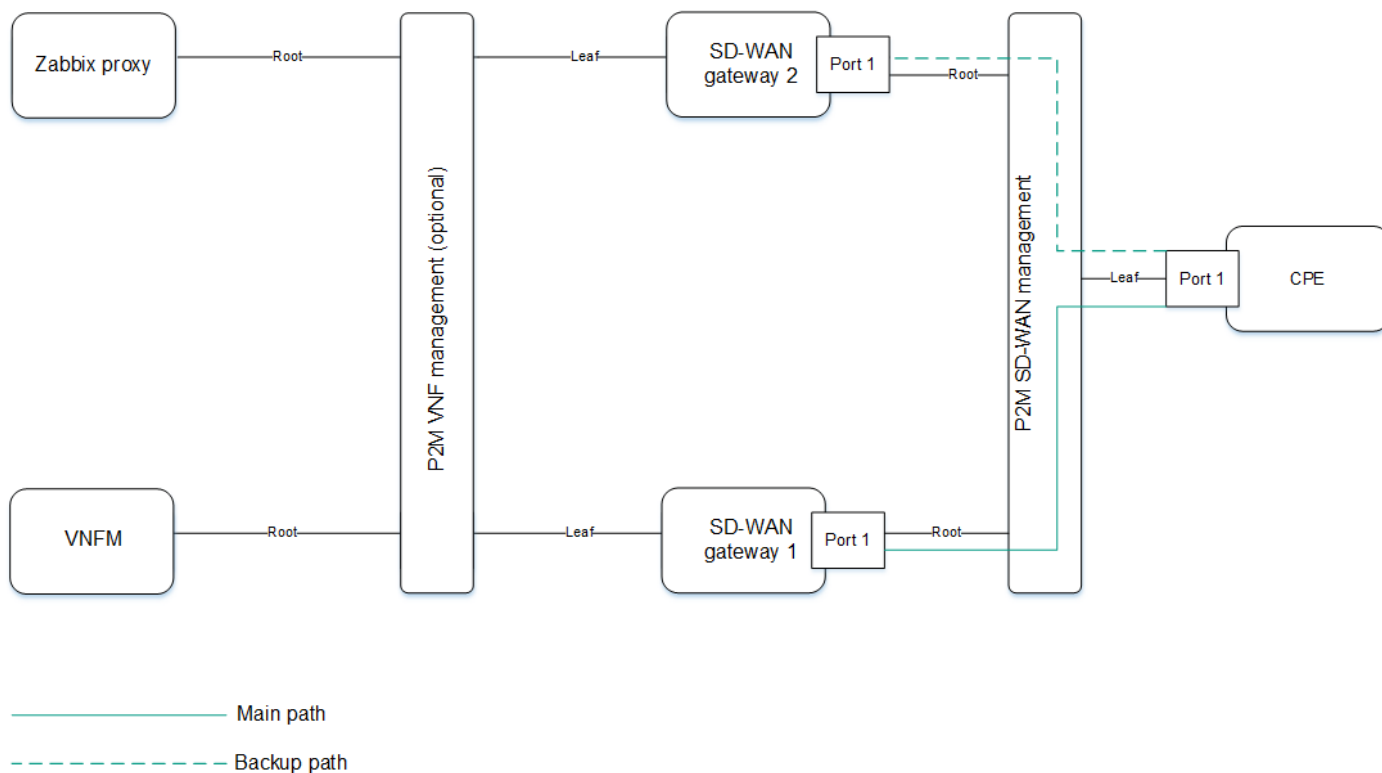 Zabbix proxy
Root
P2M VNF management (optional)
Leaf
SD-WAN
gateway 2
Port 1
Root
P2M SD-WAN management
Leaf
Port 1
CPE
VNFM
Root
Leaf
SD-WAN
gateway 1
Port 1
Root
Main path
Backup path